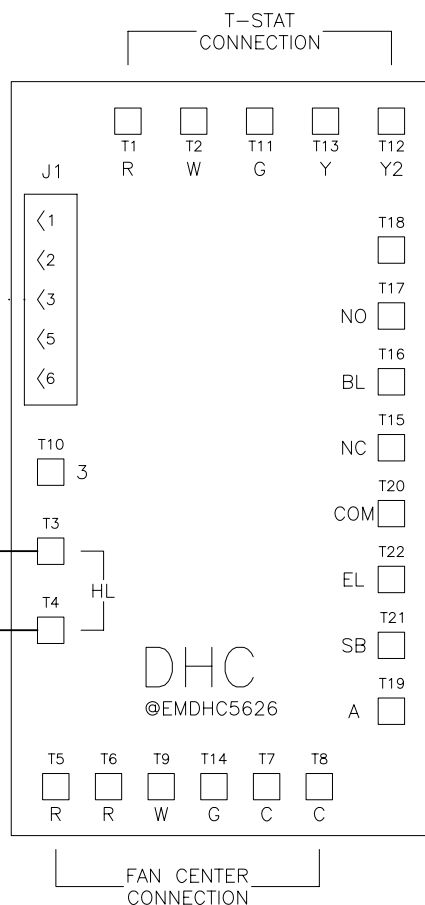 T-STAT
CONNECTION
T1 T2 T11 T13 T12
R W G Y Y2
J1
<1
<2
<3
<5
<6
T18
T17
NO
T16
BL
T15
NC
T20
COM
T22
EL
T21
SB
T19
A
T10
3
T3
HL
T4
DHC
@EMDHC5626
T5 T6 T9 T14 T7 T8
R R W G C C
FAN CENTER
CONNECTION